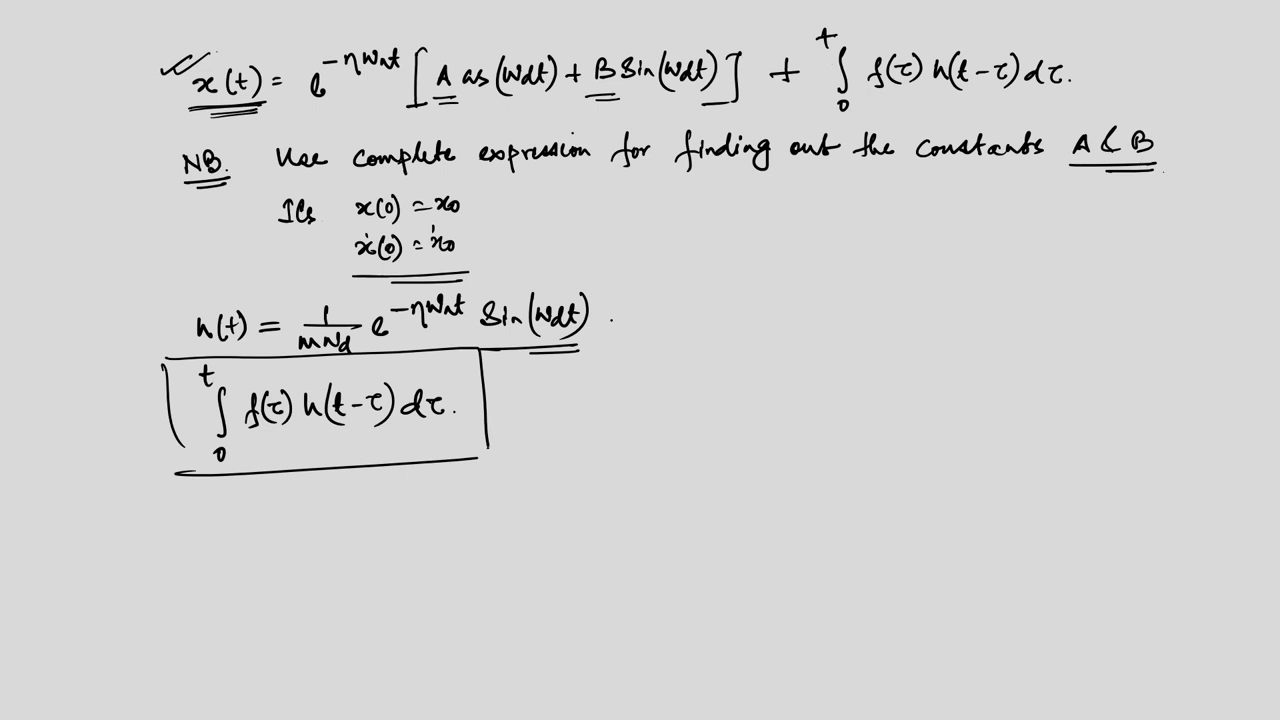 x(t) = e^{-ηωnt} [A cos(ωdt) + B Sin(ωdt)] + ∫₀ᵗ f(τ) h(t-τ) dτ.
NB. Use complete expression for finding out the constants A & B
ICs x(0) = x₀
ẋ(0) = ẋ₀
h(t) = 1/(mωd) e^{-ηωnt} Sin(ωdt).
∫₀ᵗ f(τ) h(t-τ) dτ.